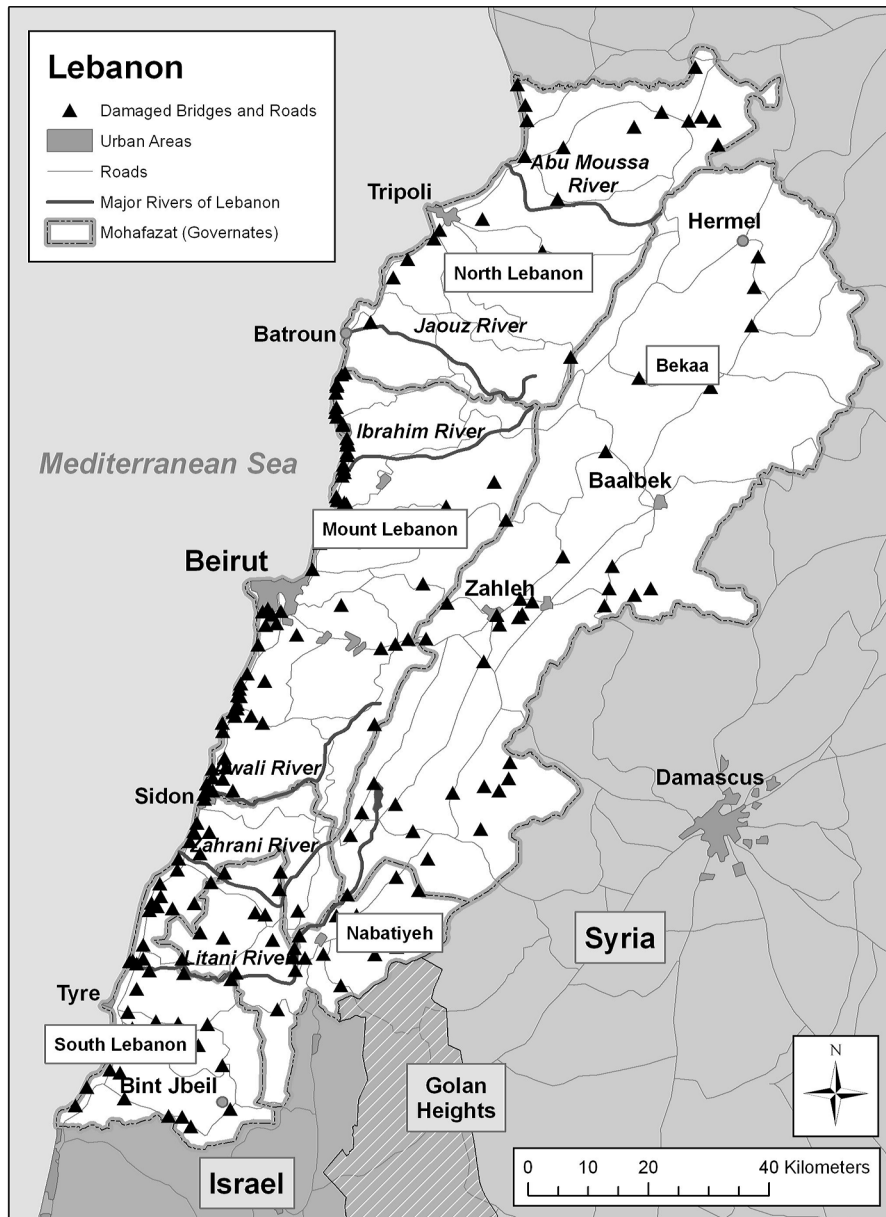 Lebanon
Damaged Bridges and Roads
Urban Areas
Roads
Major Rivers of Lebanon
Mohafazat (Governates)
Abu Moussa
River
Tripoli
Hermel
North Lebanon
Batroun
Jaouz River
Bekaa
Ibrahim River
Mediterranean Sea
Baalbek
Mount Lebanon
Beirut
Zahleh
Damascus
Awali River
Sidon
Zahrani River
Nabatiyeh
Syria
Litani River
Tyre
South Lebanon
Bint Jbeil
Golan
Heights
N
Israel
0 10 20 40 Kilometers